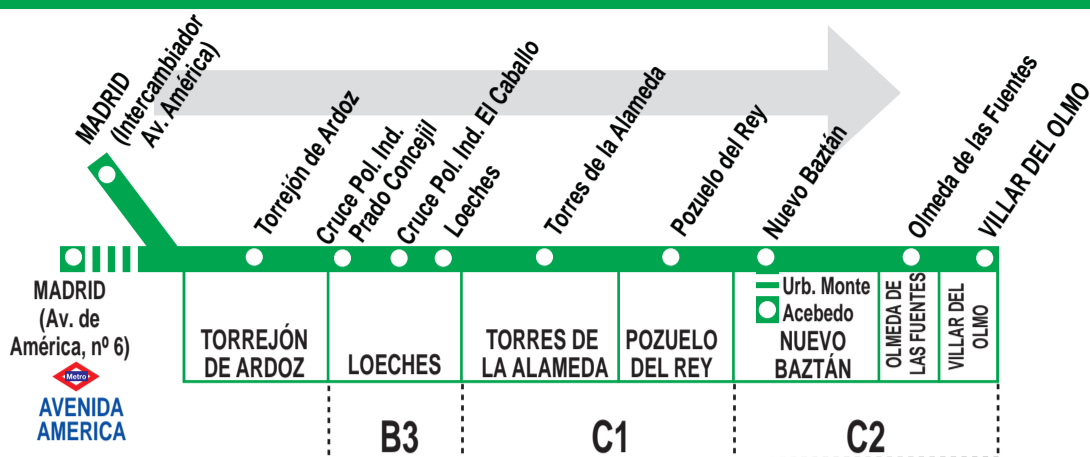 MADRID
(Intercambiador
Av. América)
Torrejón de Ardoz
Cruce Pol. Ind.
Prado Concejil
Cruce Pol. Ind. El Caballo
Loeches
Torres de la Alameda
Pozuelo del Rey
Nuevo Baztán
Olmeda de las Fuentes
VILLAR DEL OLMO
MADRID
(Av. de
América, nº 6)
Metro
AVENIDA
AMERICA
TORREJÓN
DE ARDOZ
LOECHES
TORRES DE
LA ALAMEDA
POZUELO
DEL REY
Urb. Monte
Acebedo
NUEVO
BAZTÁN
OLMEDA DE
LAS FUENTES
VILLAR DEL
OLMO
B3
C1
C2